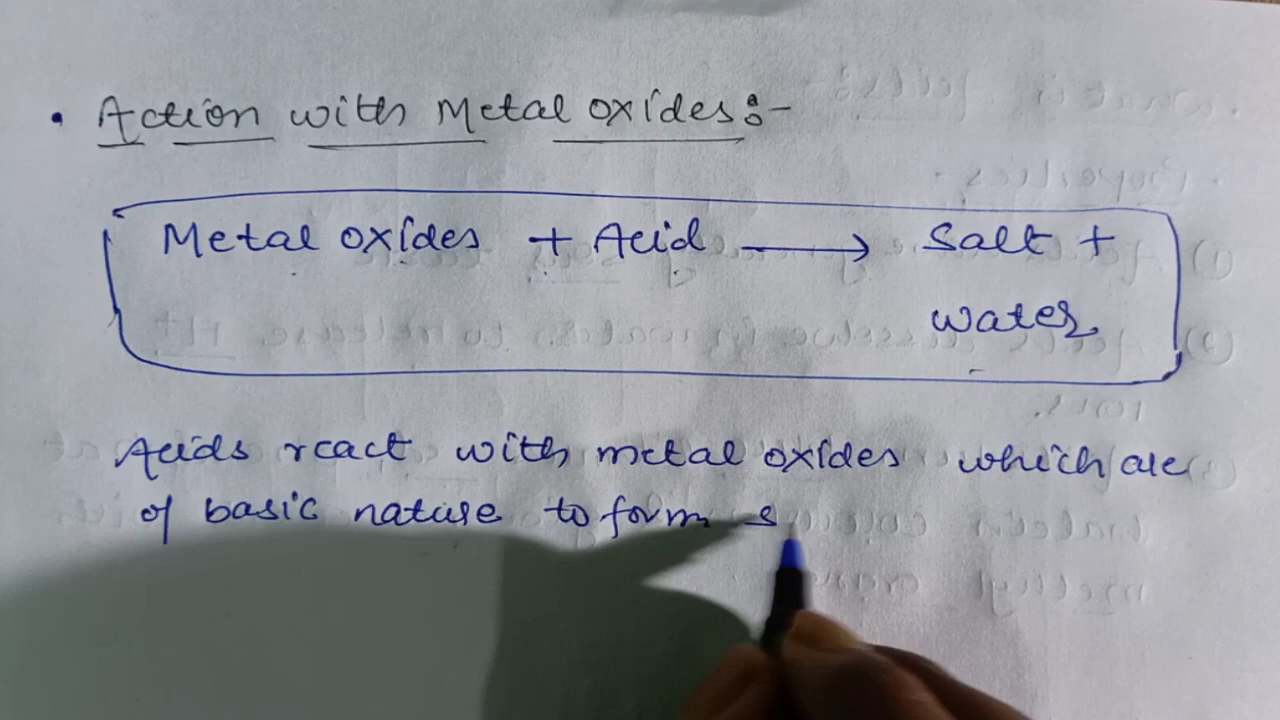 • Action with Metal oxides:-
Metal oxides + Acid → Salt +
water
Acids react with metal oxides which are
of basic nature to form s